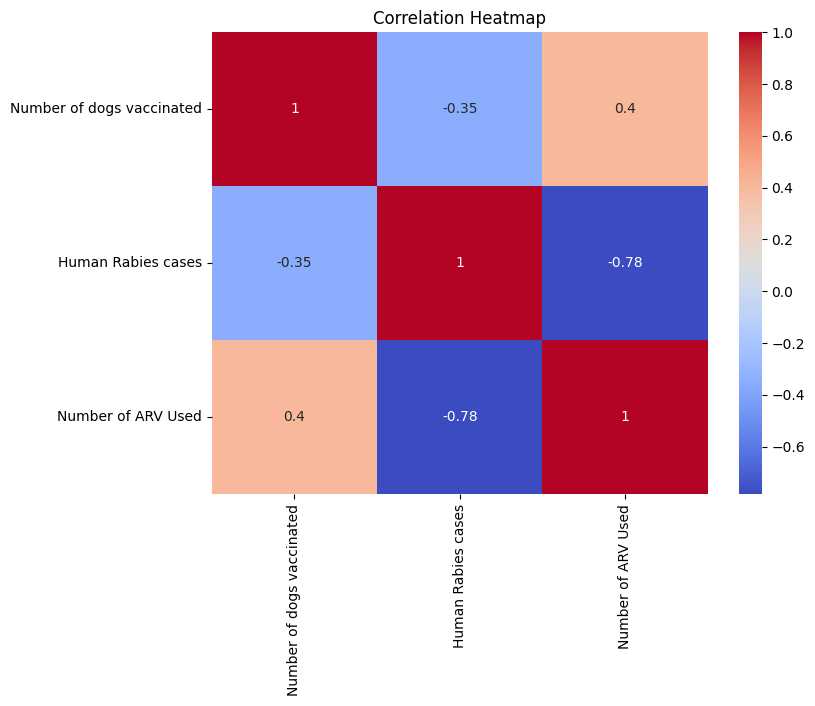 Correlation Heatmap
Number of dogs vaccinated
1
-0.35
0.4
Human Rabies cases
-0.35
1
-0.78
Number of ARV Used
0.4
-0.78
1
Number of dogs vaccinated
Human Rabies cases
Number of ARV Used
1.0
0.8
0.6
0.4
0.2
0.0
−0.2
−0.4
−0.6